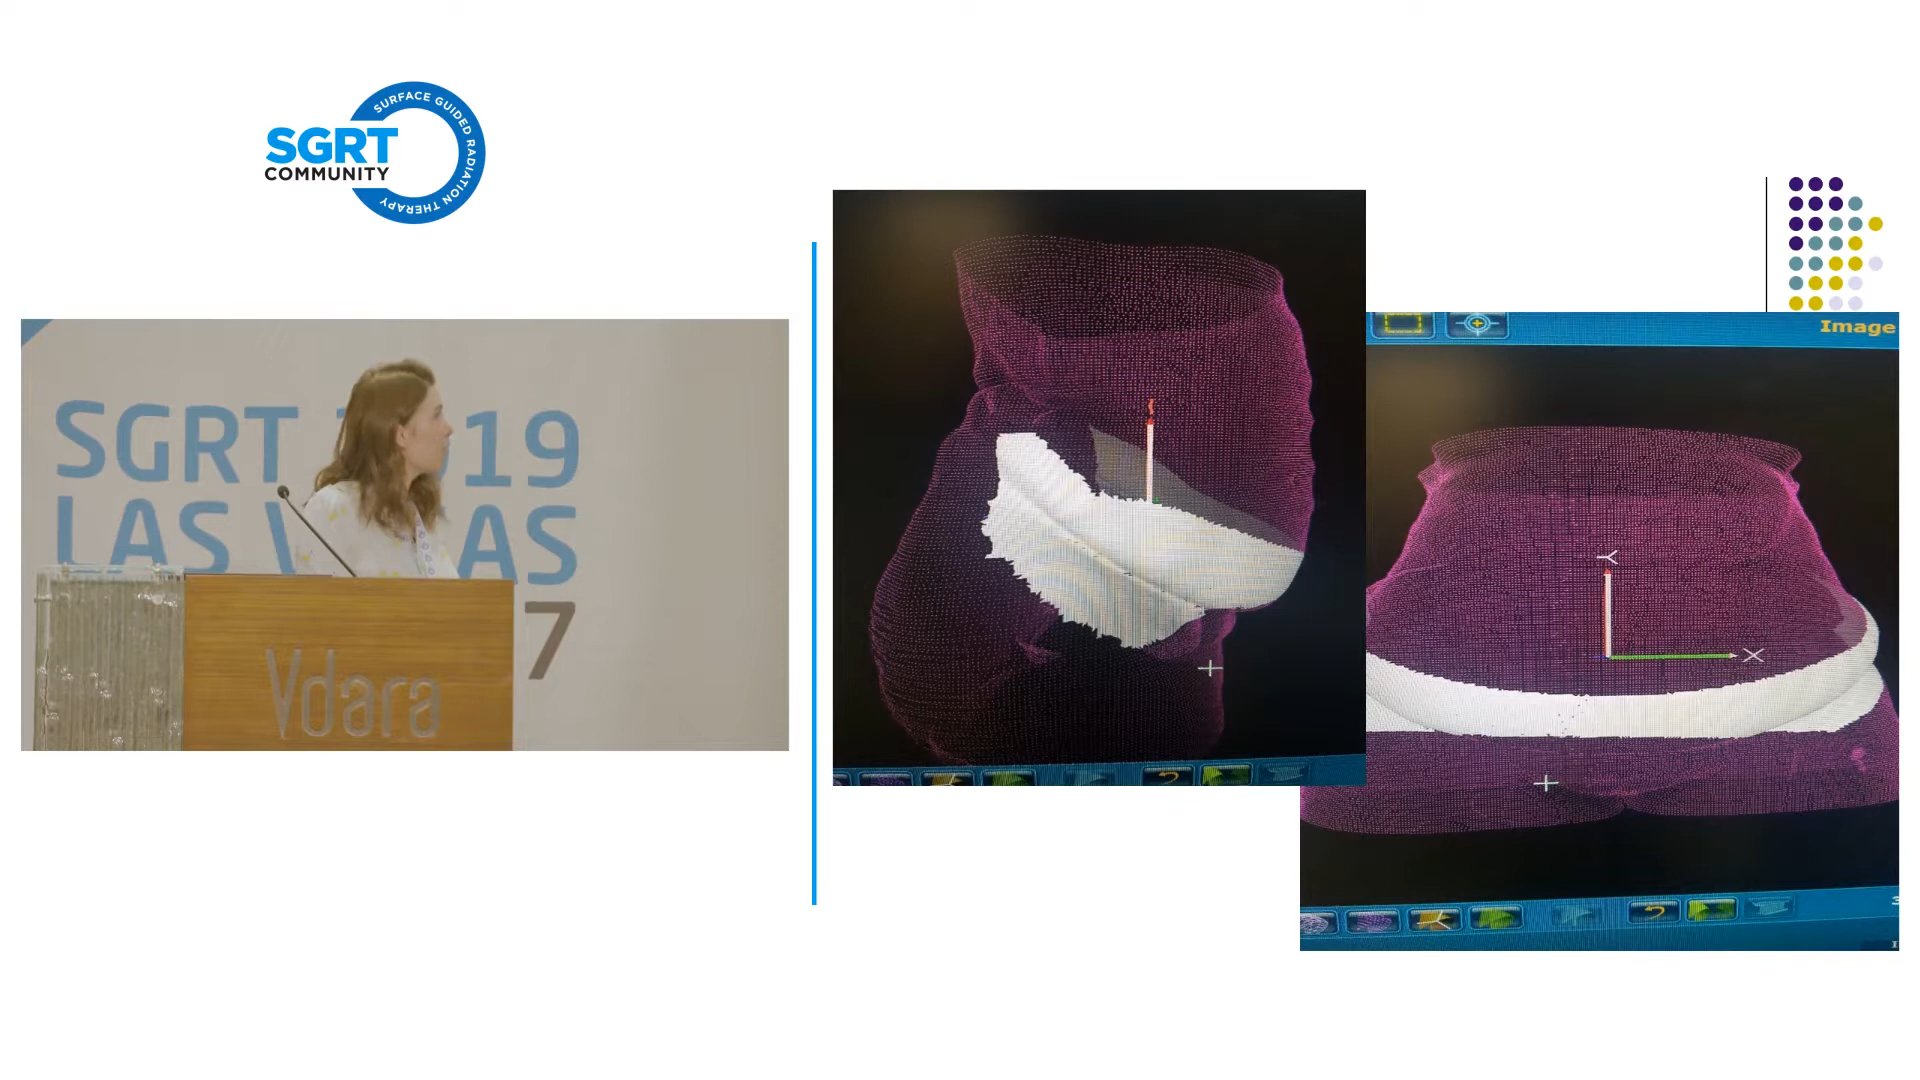 SURFACE GUIDED RADIATION THERAPY
SGRT
COMMUNITY
SGRT 19
LAS V AS
7
Vdara
Image
Y
X